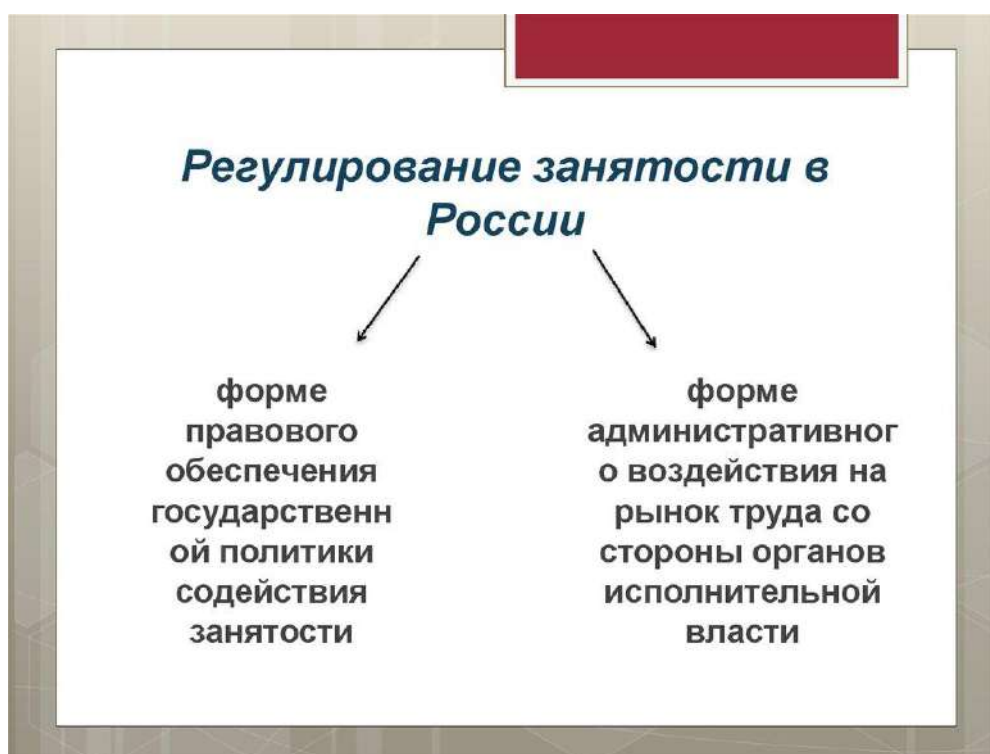 Регулирование занятости в
России
форме
правового
обеспечения
государственн
ой политики
содействия
занятости
форме
административног
о воздействия на
рынок труда со
стороны органов
исполнительной
власти